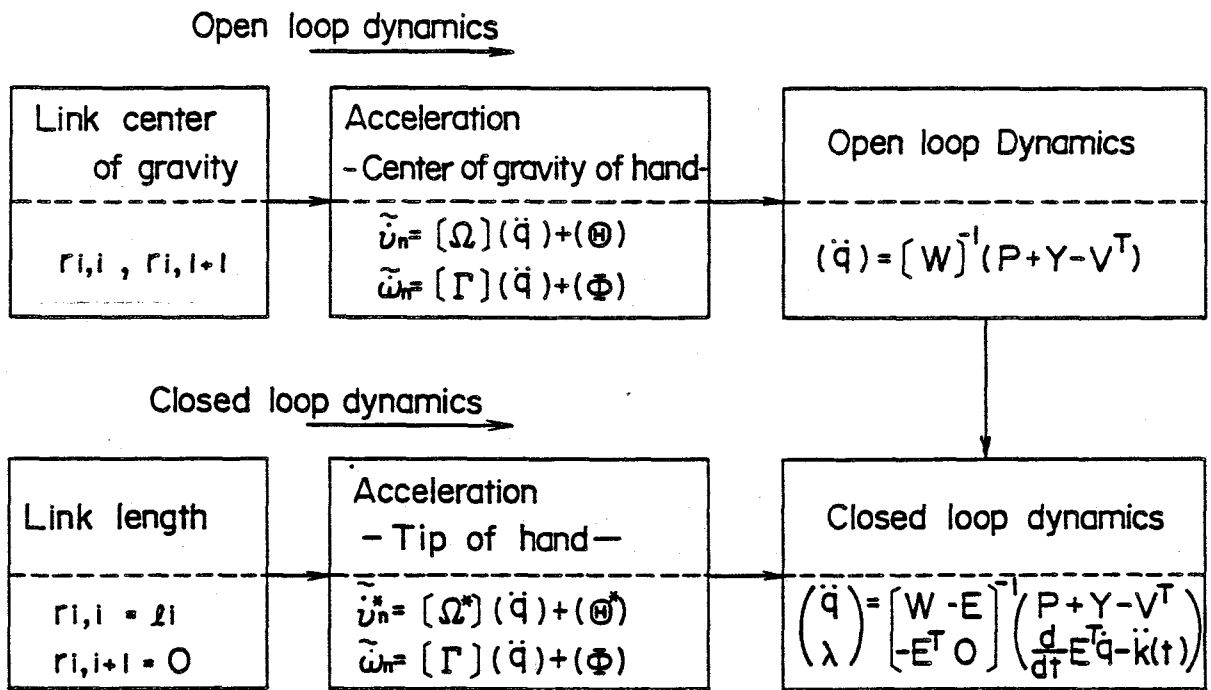 Open loop dynamics
Link center
of gravity
ri,i , ri,i+1
Acceleration
-Center of gravity of hand-
ṽ̇n=[Ω](q̈)+(Θ)
ω̃̇n=[Γ](q̈)+(Φ)
Open loop Dynamics
(q̈)=[W]⁻¹(P+Y-Vᵀ)
Closed loop dynamics
Link length
ri,i = ℓi
ri,i+1 = O
Acceleration
-Tip of hand-
ṽ̇*n=[Ω*](q̈)+(Θ*)
ω̃̇n=[Γ](q̈)+(Φ)
Closed loop dynamics
(q̈ λ)=[W -E -Eᵀ O]⁻¹(P+Y-Vᵀ d/dt Eᵀq̇-k̈(t))